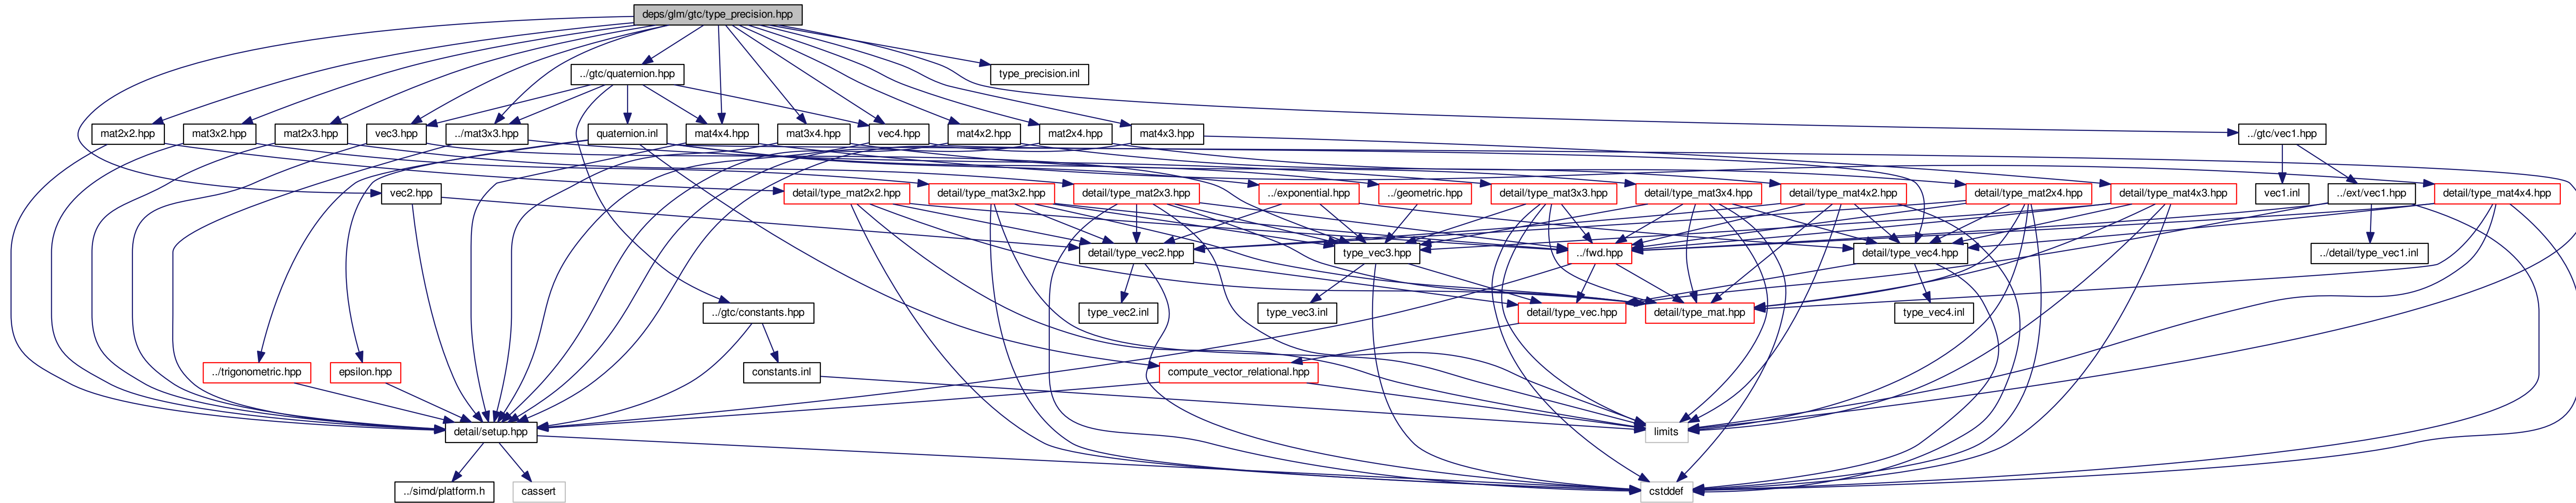 deps/glm/gtc/type_precision.hpp
../gtc/quaternion.hpp
type_precision.inl
mat2x2.hpp
mat3x2.hpp
mat2x3.hpp
vec3.hpp
../mat3x3.hpp
quaternion.inl
mat4x4.hpp
mat3x4.hpp
vec4.hpp
mat4x2.hpp
mat2x4.hpp
mat4x3.hpp
../gtc/vec1.hpp
vec2.hpp
detail/type_mat2x2.hpp
detail/type_mat3x2.hpp
detail/type_mat2x3.hpp
../exponential.hpp
../geometric.hpp
detail/type_mat3x3.hpp
detail/type_mat3x4.hpp
detail/type_mat4x2.hpp
detail/type_mat2x4.hpp
detail/type_mat4x3.hpp
vec1.inl
../ext/vec1.hpp
detail/type_mat4x4.hpp
detail/type_vec2.hpp
type_vec3.hpp
../fwd.hpp
detail/type_vec4.hpp
../detail/type_vec1.inl
../gtc/constants.hpp
type_vec2.inl
type_vec3.inl
detail/type_vec.hpp
detail/type_mat.hpp
type_vec4.inl
../trigonometric.hpp
epsilon.hpp
constants.inl
compute_vector_relational.hpp
detail/setup.hpp
limits
../simd/platform.h
cassert
cstddef